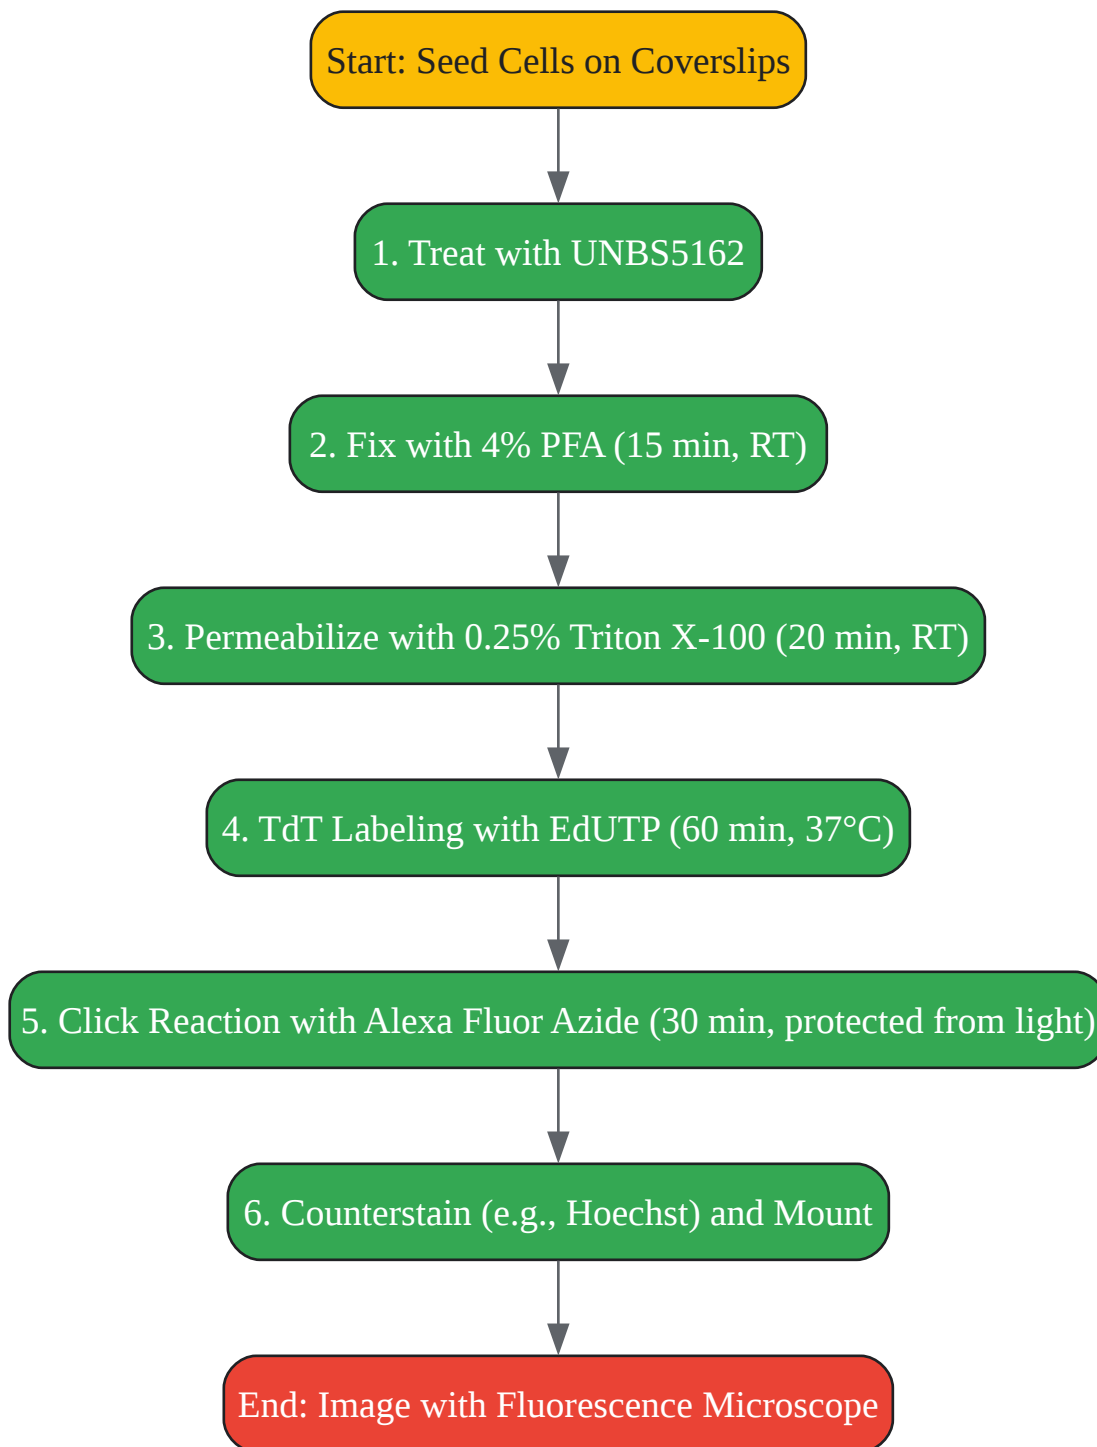 Start: Seed Cells on Coverslips
1. Treat with UNBS5162
2. Fix with 4% PFA (15 min, RT)
3. Permeabilize with 0.25% Triton X-100 (20 min, RT)
4. TdT Labeling with EdUTP (60 min, 37°C)
5. Click Reaction with Alexa Fluor Azide (30 min, protected from light)
6. Counterstain (e.g., Hoechst) and Mount
End: Image with Fluorescence Microscope